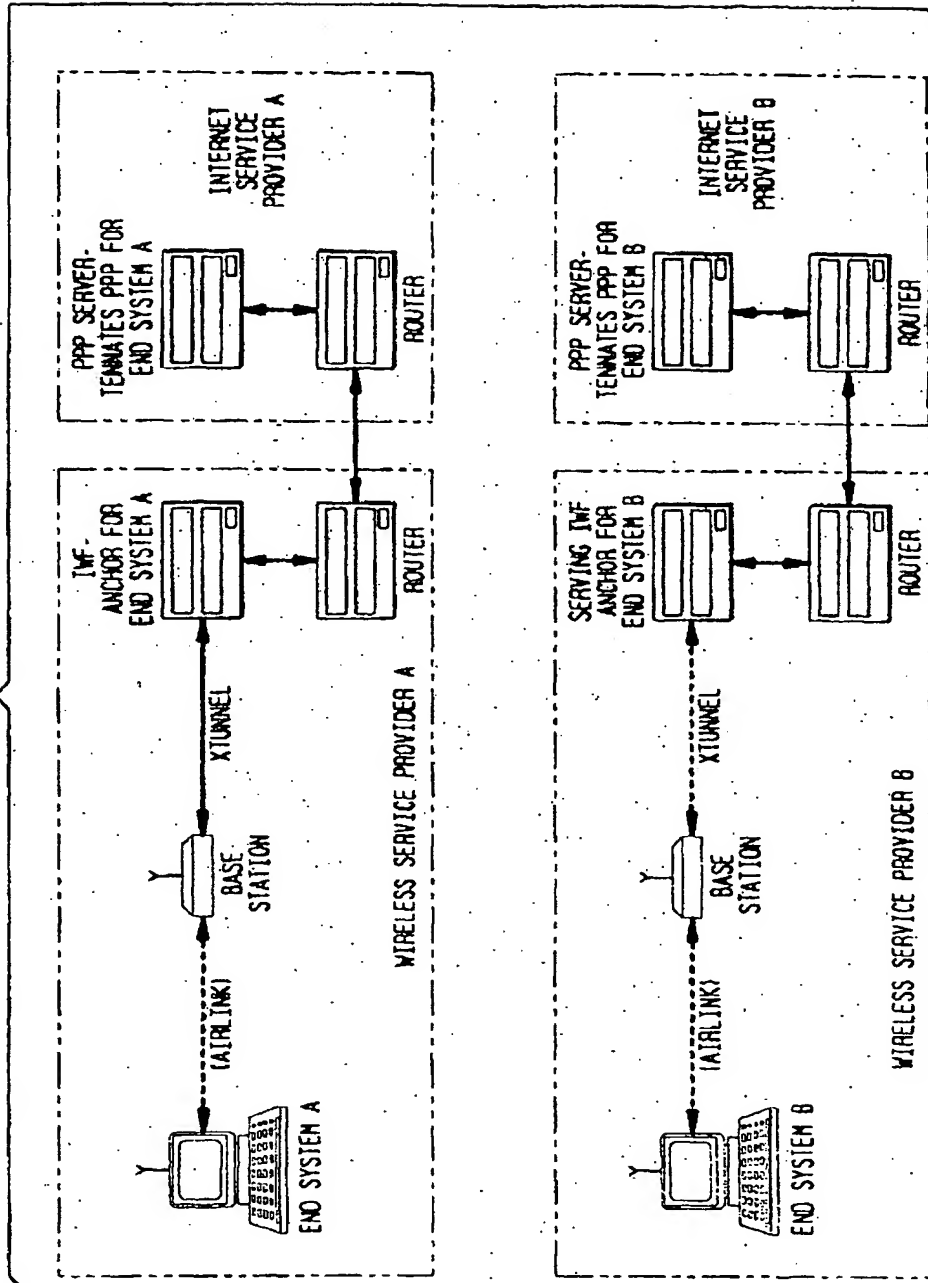 END SYSTEM A
(AIRLINK)
BASE
STATION
XTUNNEL
WIRELESS SERVICE PROVIDER A
IWF-
ANCHOR FOR
END SYSTEM A
ROUTER
PPP SERVER-
TENNATES PPP FOR
END SYSTEM A
ROUTER
INTERNET
SERVICE
PROVIDER A
END SYSTEM B
(AIRLINK)
BASE
STATION
XTUNNEL
WIRELESS SERVICE PROVIDER B
SERVING IWF
ANCHOR FOR
END SYSTEM B
ROUTER
PPP SERVER-
TENNATES PPP FOR
END SYSTEM B
ROUTER
INTERNET
SERVICE
PROVIDER B